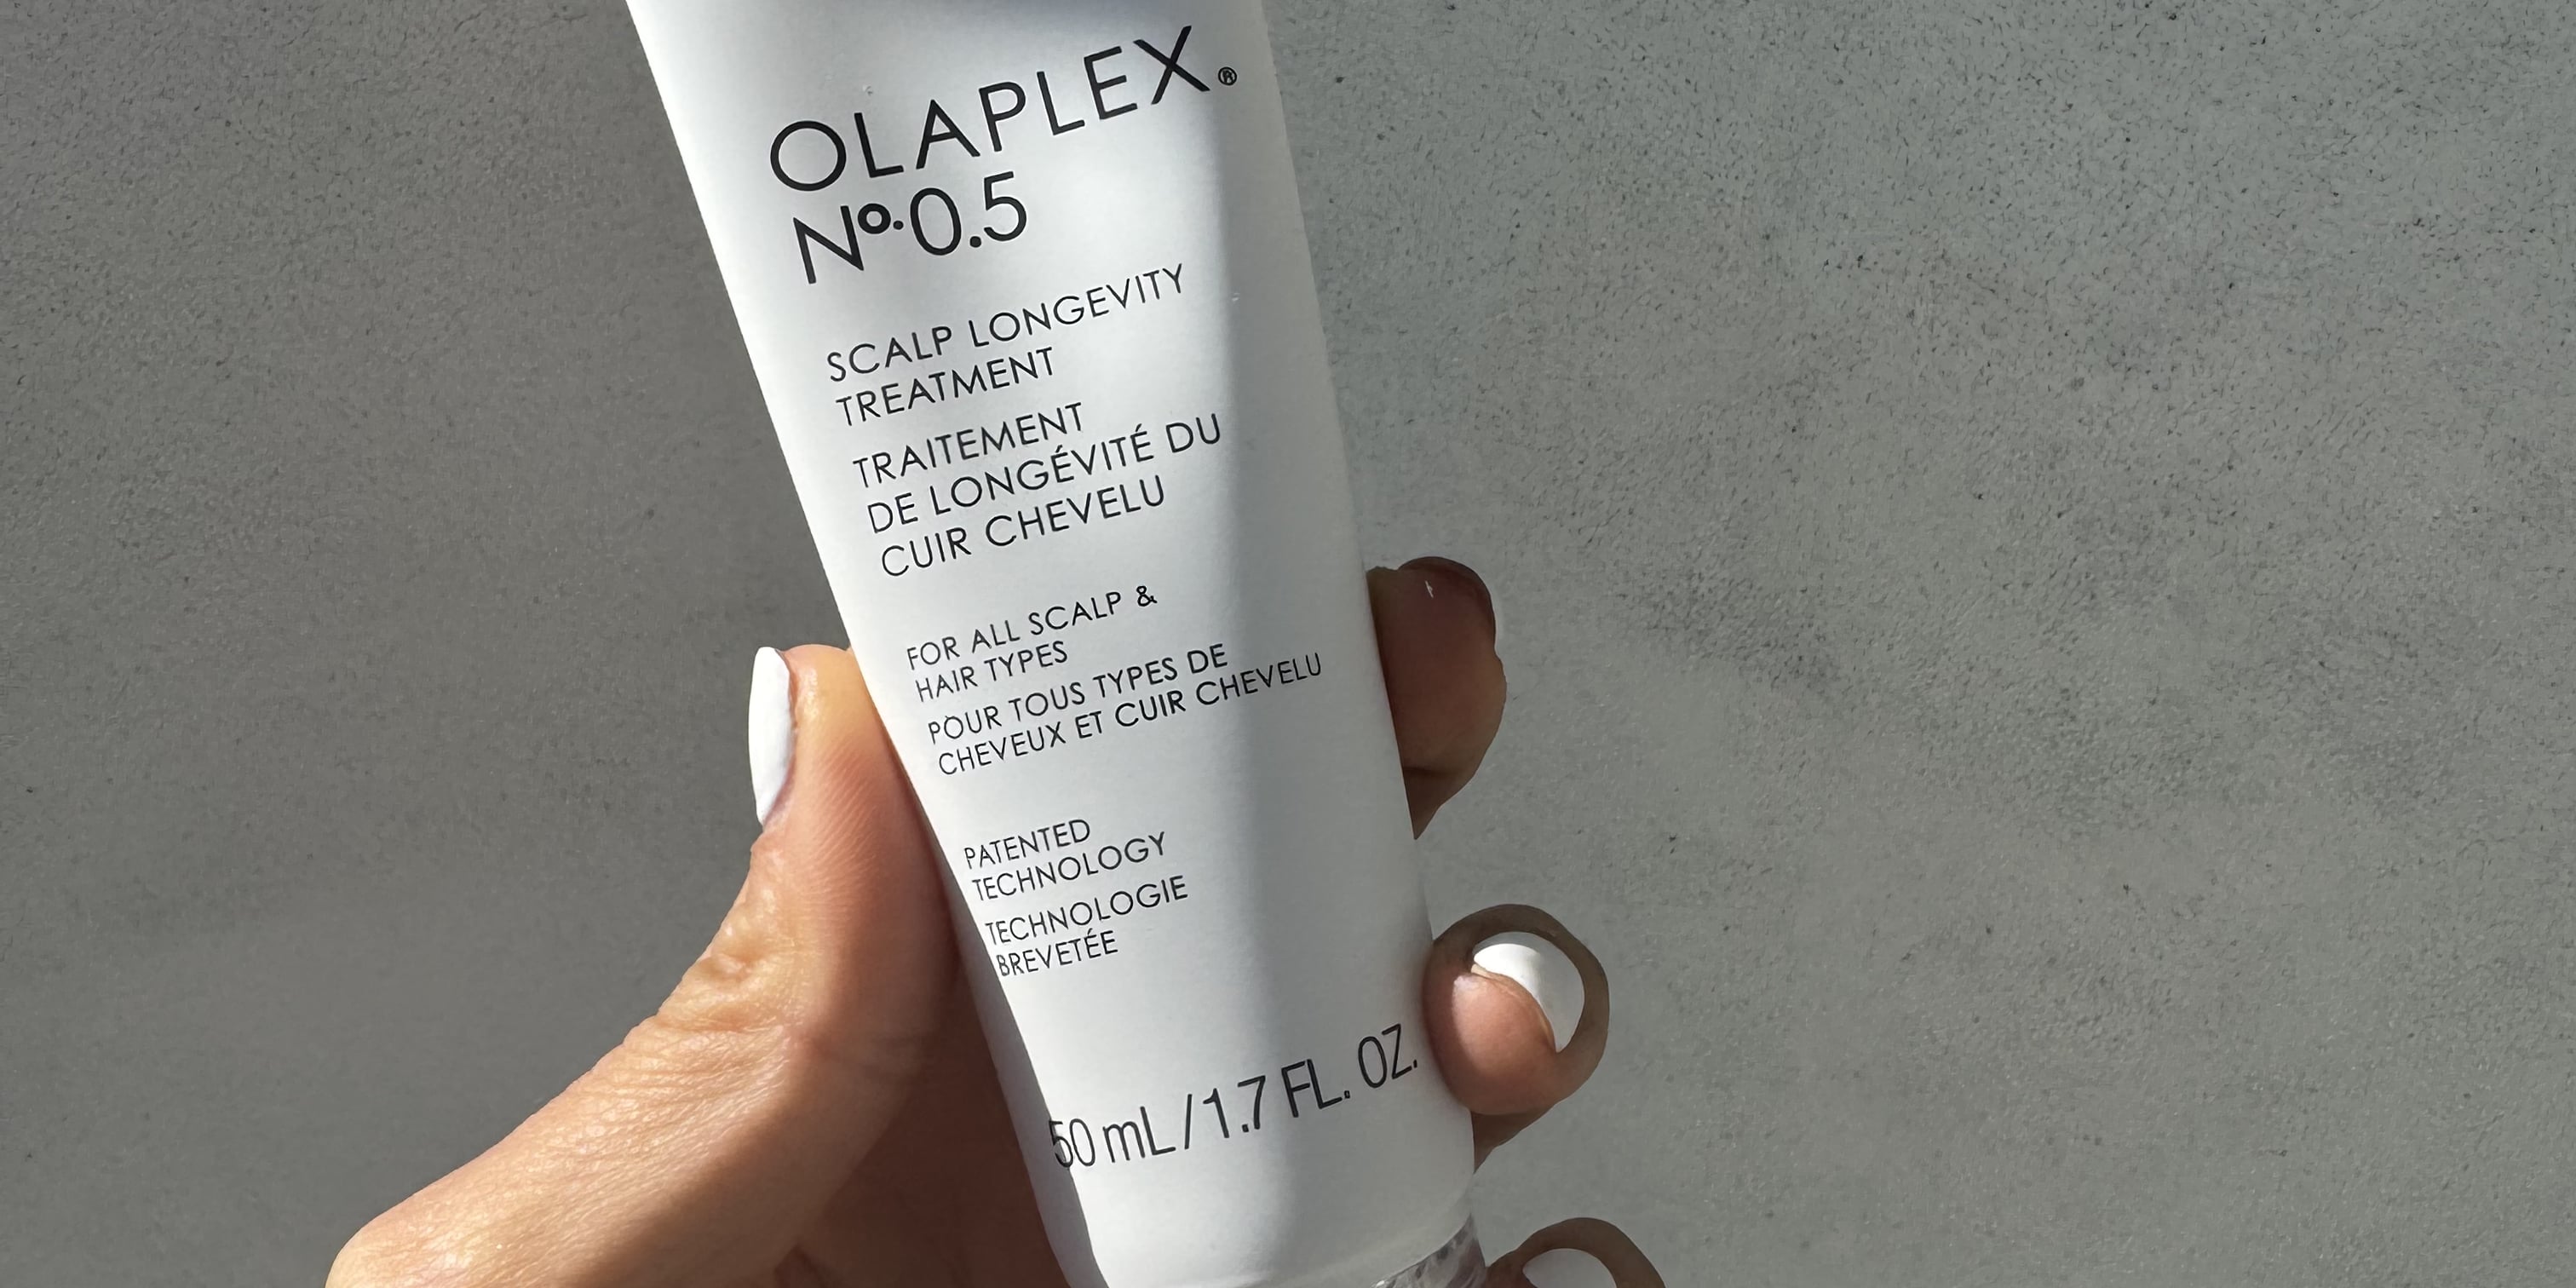 OLAPLEX®
Nº.0.5
SCALP LONGEVITY
TREATMENT
TRAITEMENT
DE LONGÉVITÉ DU
CUIR CHEVELU
FOR ALL SCALP &
HAIR TYPES
POUR TOUS TYPES DE
CHEVEUX ET CUIR CHEVELU
PATENTED
TECHNOLOGY
TECHNOLOGIE
BREVETÉE
50 mL / 1.7 FL. OZ.